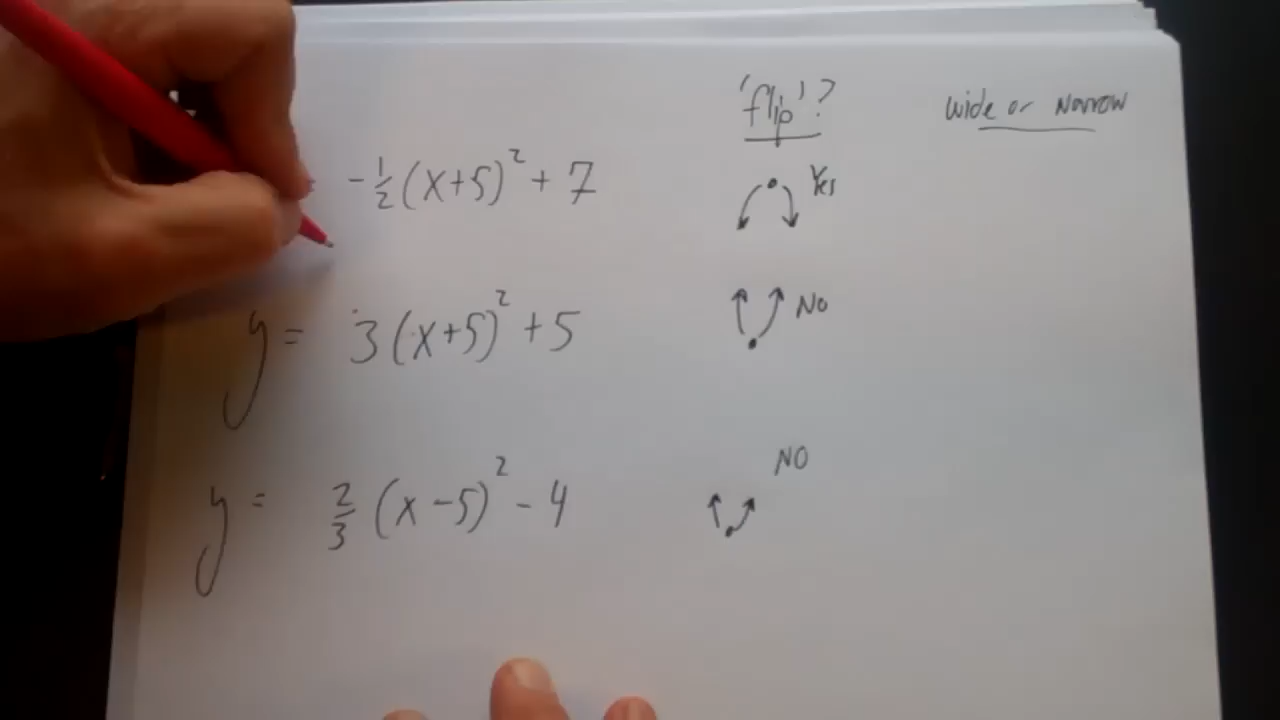 'flip'? wide or narrow
= -1/2(x+5)² + 7 Yes
y = 3(x+5)² + 5 No
y = 2/3 (x-5)² - 4 NO